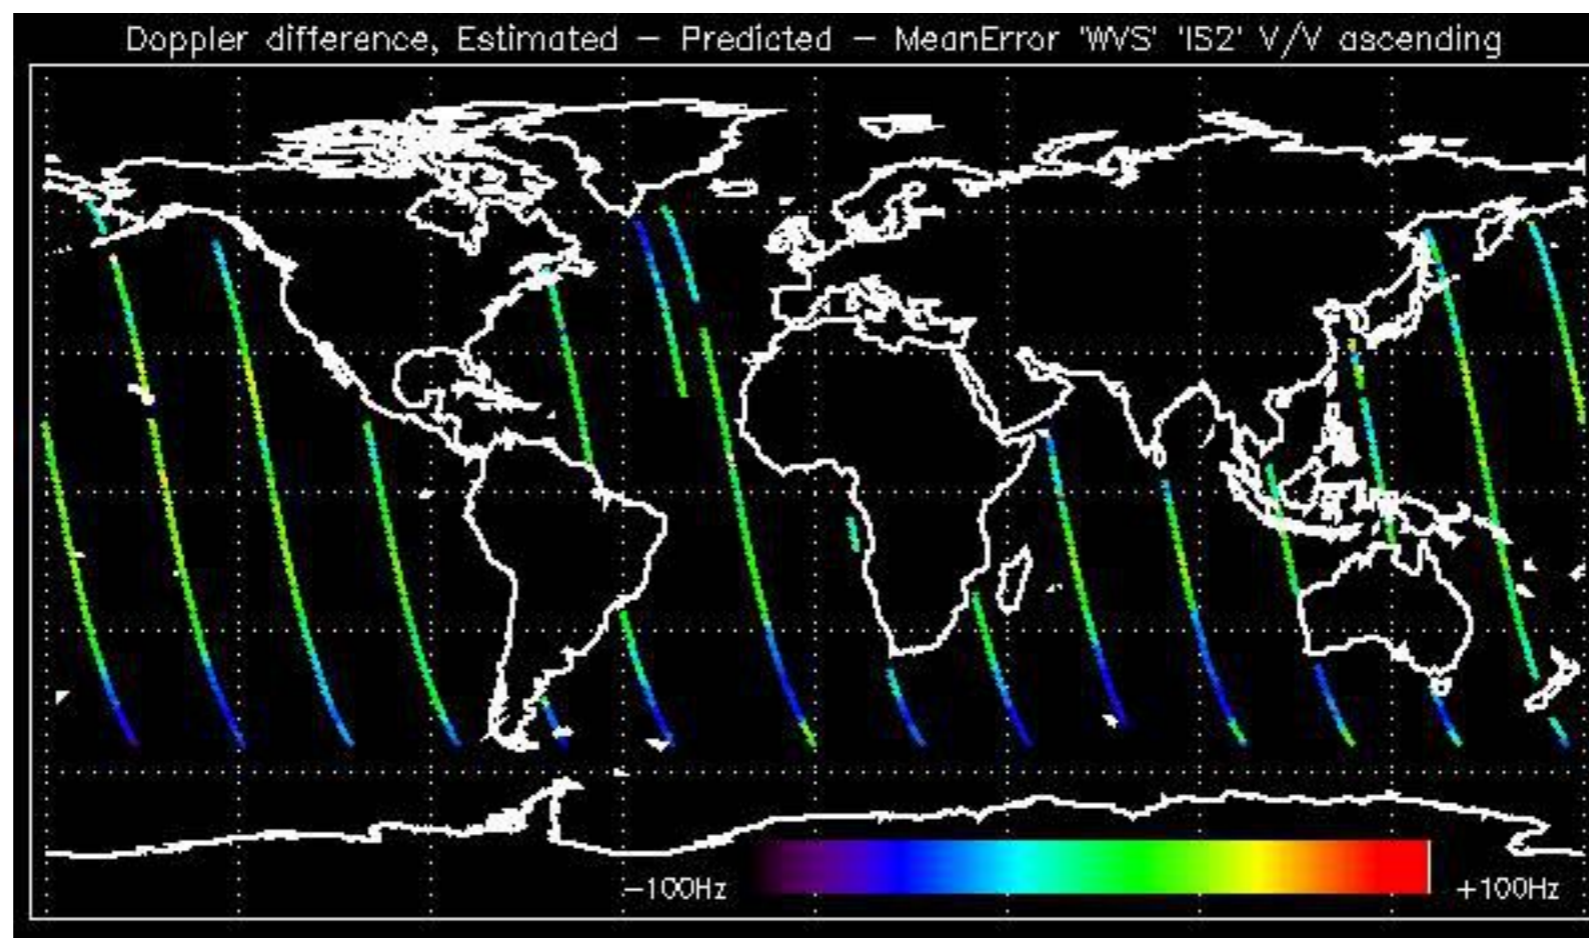 Doppler difference, Estimated – Predicted – MeanError 'WVS' 'IS2' V/V ascending
–100Hz +100Hz